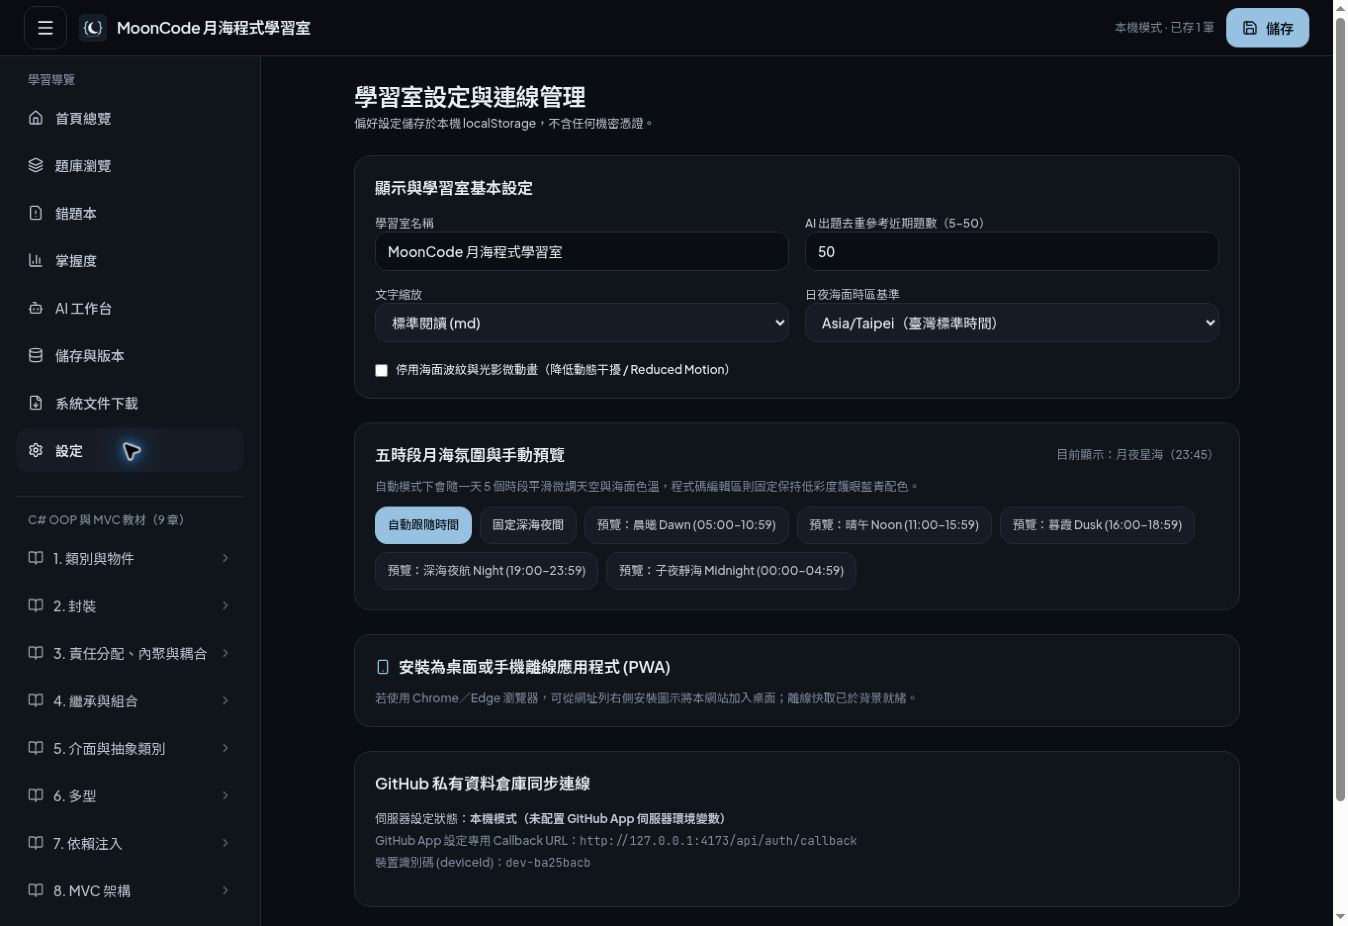 MoonCode 月海程式學習室
本機模式 · 已存 1 筆
儲存
學習導覽
首頁總覽
題庫瀏覽
錯題本
掌握度
AI 工作台
儲存與版本
系統文件下載
設定
C# OOP 與 MVC 教材（9 章）
1. 類別與物件
2. 封裝
3. 責任分配、內聚與耦合
4. 繼承與組合
5. 介面與抽象類別
6. 多型
7. 依賴注入
8. MVC 架構
學習室設定與連線管理
偏好設定儲存於本機 localStorage，不含任何機密憑證。
顯示與學習室基本設定
學習室名稱
MoonCode 月海程式學習室
AI 出題去重參考近期題數（5–50）
50
文字縮放
標準閱讀 (md)
日夜海面時區基準
Asia/Taipei（臺灣標準時間）
停用海面波紋與光影微動畫（降低動態干擾 / Reduced Motion）
五時段月海氛圍與手動預覽
目前顯示：月夜星海（23:45）
自動模式下會隨一天 5 個時段平滑微調天空與海面色溫，程式碼編輯區則固定保持低彩度護眼藍青配色。
自動跟隨時間
固定深海夜間
預覽：晨曦 Dawn (05:00–10:59)
預覽：晴午 Noon (11:00–15:59)
預覽：暮霞 Dusk (16:00–18:59)
預覽：深海夜航 Night (19:00–23:59)
預覽：子夜靜海 Midnight (00:00–04:59)
安裝為桌面或手機離線應用程式 (PWA)
若使用 Chrome／Edge 瀏覽器，可從網址列右側安裝圖示將本網站加入桌面；離線快取已於背景就緒。
GitHub 私有資料倉庫同步連線
伺服器設定狀態：本機模式（未配置 GitHub App 伺服器環境變數）
GitHub App 設定專用 Callback URL：http://127.0.0.1:4173/api/auth/callback
裝置識別碼 (deviceId)：dev-ba25bacb